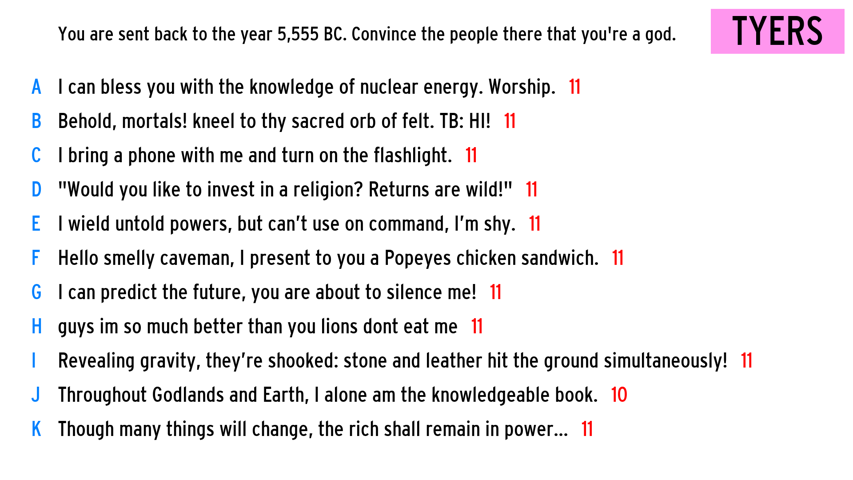 You are sent back to the year 5,555 BC. Convince the people there that you're a god.
TYERS
A I can bless you with the knowledge of nuclear energy. Worship. 11
B Behold, mortals! kneel to thy sacred orb of felt. TB: HI! 11
C I bring a phone with me and turn on the flashlight. 11
D "Would you like to invest in a religion? Returns are wild!" 11
E I wield untold powers, but can’t use on command, I’m shy. 11
F Hello smelly caveman, I present to you a Popeyes chicken sandwich. 11
G I can predict the future, you are about to silence me! 11
H guys im so much better than you lions dont eat me 11
I Revealing gravity, they’re shooked: stone and leather hit the ground simultaneously! 11
J Throughout Godlands and Earth, I alone am the knowledgeable book. 10
K Though many things will change, the rich shall remain in power... 11